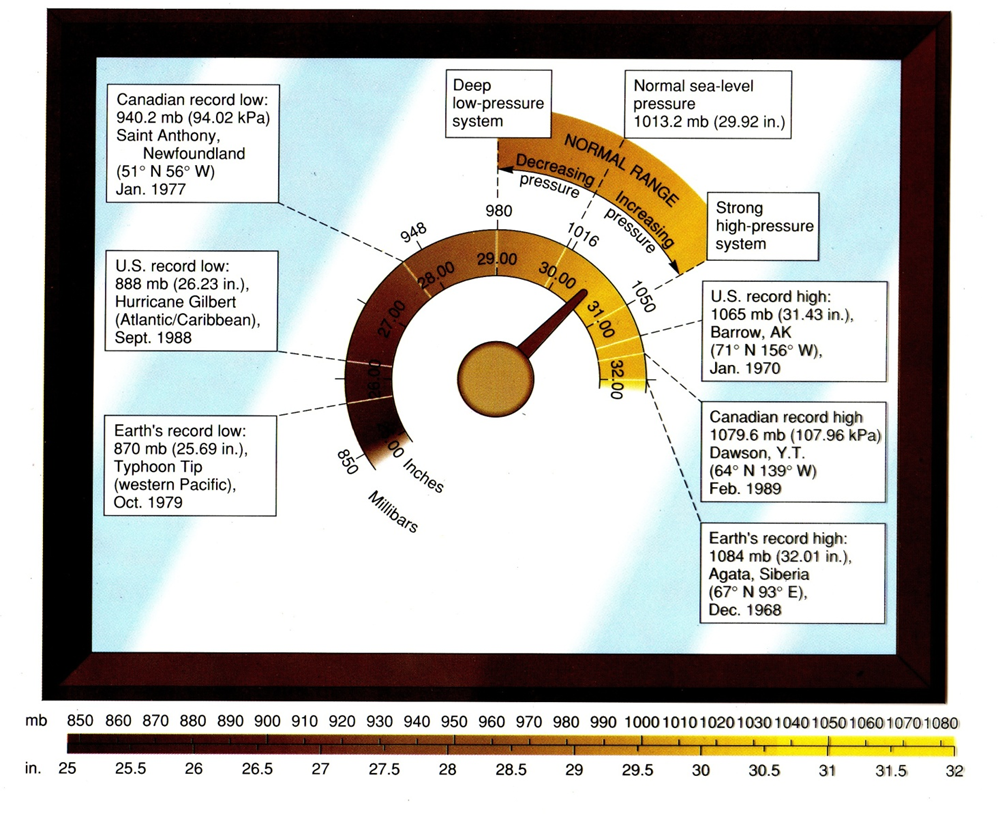 Canadian record low:
940.2 mb (94.02 kPa)
Saint Anthony,
Newfoundland
(51° N 56° W)
Jan. 1977
U.S. record low:
888 mb (26.23 in.),
Hurricane Gilbert
(Atlantic/Caribbean),
Sept. 1988
Earth's record low:
870 mb (25.69 in.),
Typhoon Tip
(western Pacific),
Oct. 1979
Deep
low-pressure
system
Normal sea-level
pressure
1013.2 mb (29.92 in.)
NORMAL RANGE
Decreasing
pressure
Increasing
pressure
Strong
high-pressure
system
850
948
980
1016
1050
27.00
28.00
29.00
30.00
31.00
32.00
Inches
Millibars
U.S. record high:
1065 mb (31.43 in.),
Barrow, AK
(71° N 156° W),
Jan. 1970
Canadian record high
1079.6 mb (107.96 kPa)
Dawson, Y.T.
(64° N 139° W)
Feb. 1989
Earth's record high:
1084 mb (32.01 in.),
Agata, Siberia
(67° N 93° E),
Dec. 1968
mb 850 860 870 880 890 900 910 920 930 940 950 960 970 980 990 1000 1010 1020 1030 1040 1050 1060 1070 1080
in. 25 25.5 26 26.5 27 27.5 28 28.5 29 29.5 30 30.5 31 31.5 32